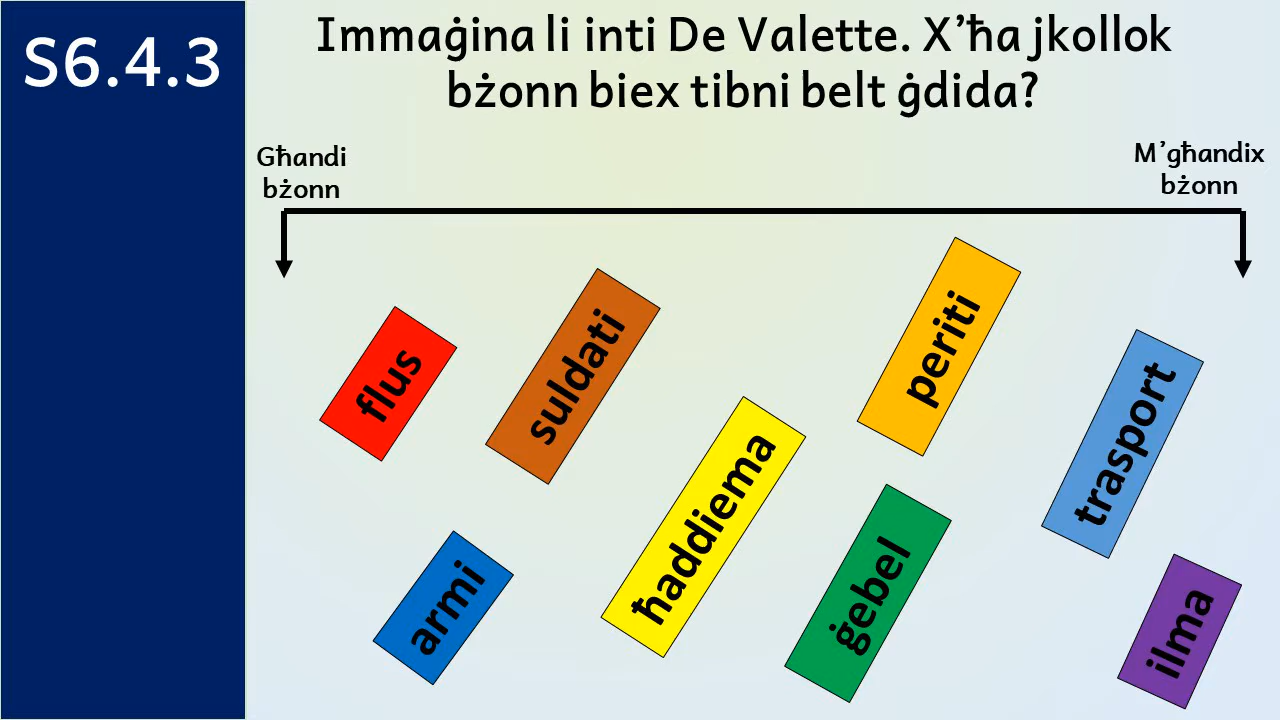 S6.4.3
Immaġina li inti De Valette. X’ħa jkollok
bżonn biex tibni belt ġdida?
Għandi
bżonn
M’għandix
bżonn
flus
suldati
periti
trasport
ħaddiema
armi
ġebel
ilma